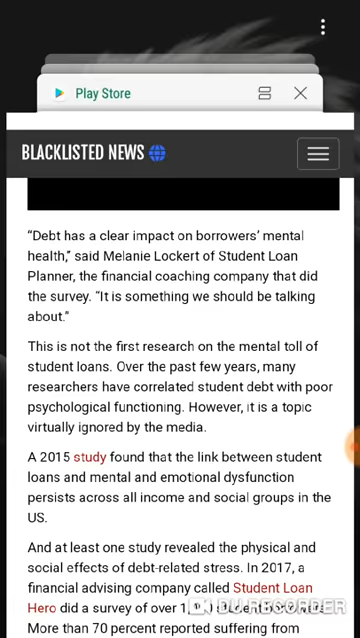 Play Store
BLACKLISTED NEWS
“Debt has a clear impact on borrowers’ mental
health,” said Melanie Lockert of Student Loan
Planner, the financial coaching company that did
the survey. “It is something we should be talking
about.”
This is not the first research on the mental toll of
student loans. Over the past few years, many
researchers have correlated student debt with poor
psychological functioning. However, it is a topic
virtually ignored by the media.
A 2015 study found that the link between student
loans and mental and emotional dysfunction
persists across all income and social groups in the
US.
And at least one study revealed the physical and
social effects of debt-related stress. In 2017, a
financial advising company called Student Loan
Hero did a survey of over
RECORDER
More than 70 percent reported suffering from